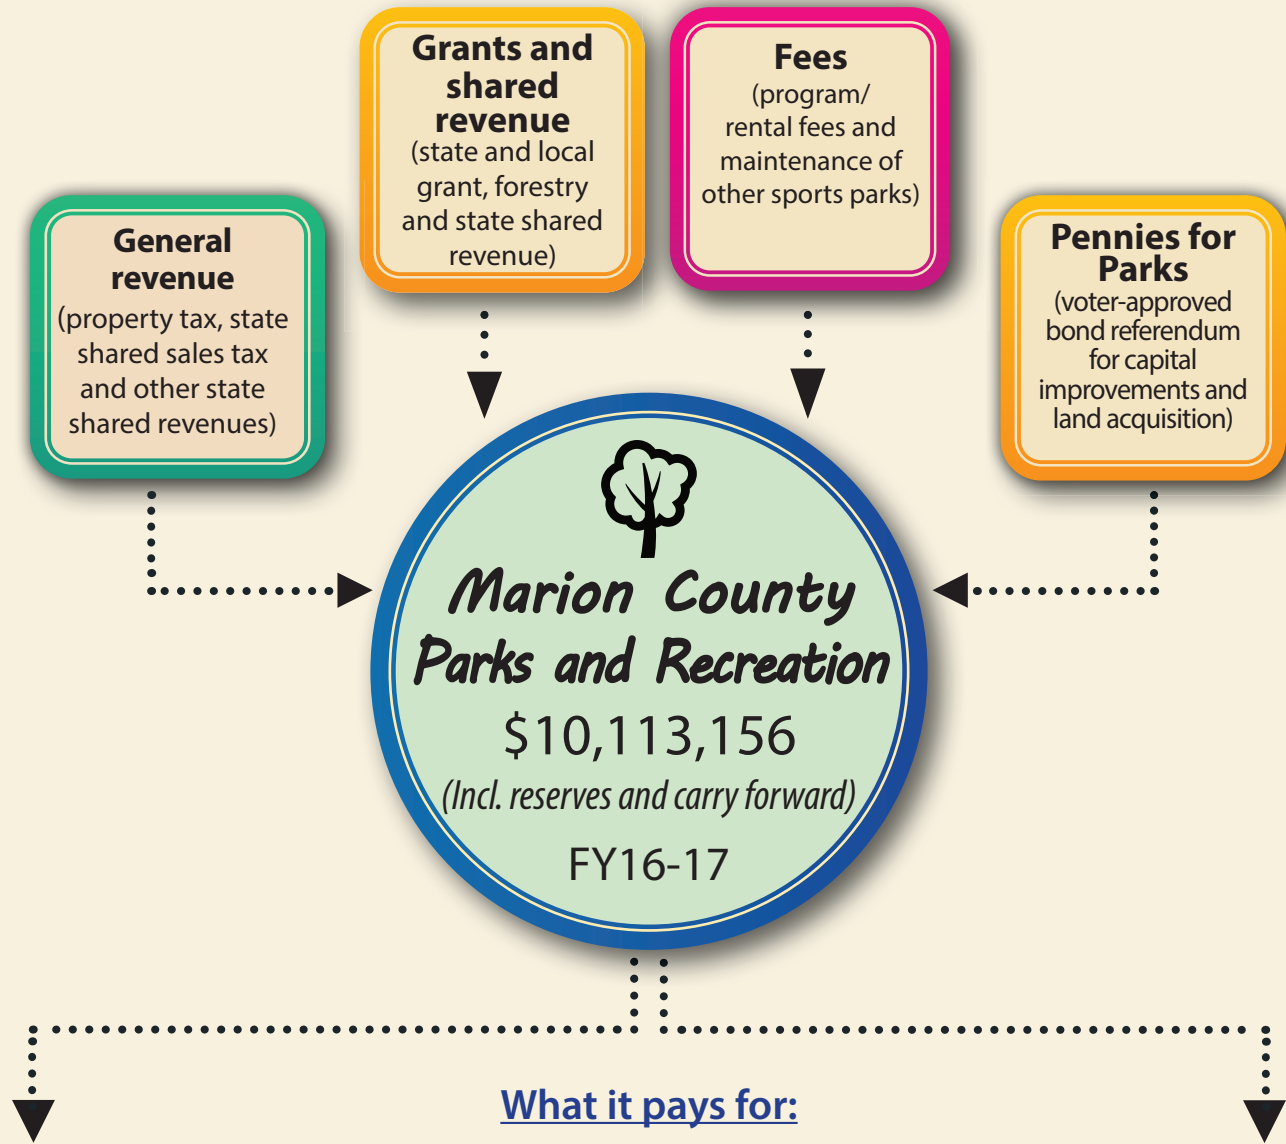 Grants and
shared
revenue
(state and local
grant, forestry
and state shared
revenue)
Fees
(program/
rental fees and
maintenance of
other sports parks)
General
revenue
(property tax, state
shared sales tax
and other state
shared revenues)
Pennies for
Parks
(voter-approved
bond referendum
for capital
improvements and
land acquisition)
Marion County
Parks and Recreation
$10,113,156
(Incl. reserves and carry forward)
FY16-17
What it pays for: